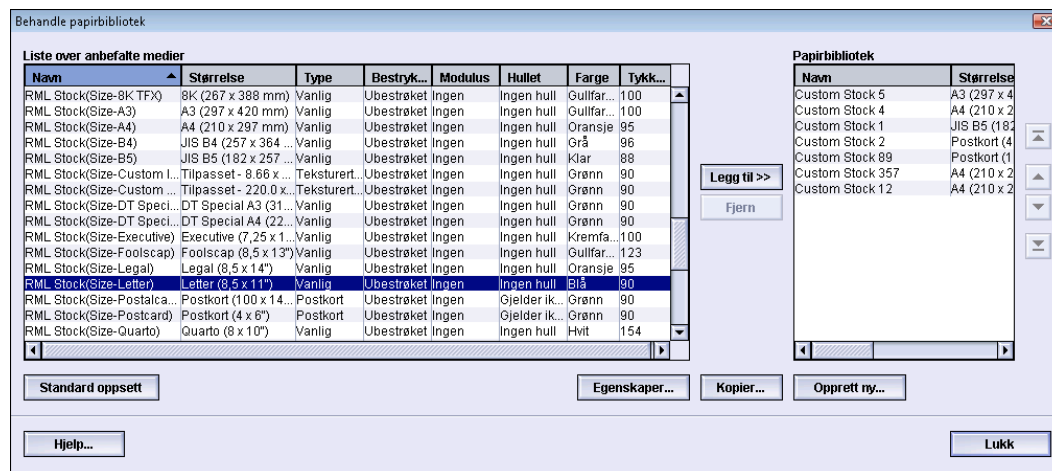 Behandle papirbibliotek
Liste over anbefalte medier
Navn Størrelse Type Bestryk... Modulus Hullet Farge Tykk...
RML Stock(Size-8K TFX) 8K (267 x 388 mm) Vanlig Ubestrøket Ingen Ingen hull Gullfar... 100
RML Stock(Size-A3) A3 (297 x 420 mm) Vanlig Ubestrøket Ingen Ingen hull Gullfar... 100
RML Stock(Size-A4) A4 (210 x 297 mm) Vanlig Ubestrøket Ingen Ingen hull Oransje 95
RML Stock(Size-B4) JIS B4 (257 x 364 ... Vanlig Ubestrøket Ingen Ingen hull Grå 96
RML Stock(Size-B5) JIS B5 (182 x 257 ... Vanlig Ubestrøket Ingen Ingen hull Klar 88
RML Stock(Size-Custom I... Tilpasset - 8.66 x ... Teksturert... Ubestrøket Ingen Ingen hull Grønn 90
RML Stock(Size-Custom ... Tilpasset - 220.0 x... Teksturert... Ubestrøket Ingen Ingen hull Grønn 90
RML Stock(Size-DT Speci... DT Special A3 (31... Vanlig Ubestrøket Ingen Ingen hull Grønn 90
RML Stock(Size-DT Speci... DT Special A4 (22... Vanlig Ubestrøket Ingen Ingen hull Grønn 90
RML Stock(Size-Executive) Executive (7,25 x 1... Vanlig Ubestrøket Ingen Ingen hull Kremfa... 100
RML Stock(Size-Foolscap) Foolscap (8,5 x 13") Vanlig Ubestrøket Ingen Ingen hull Gullfar... 123
RML Stock(Size-Legal) Legal (8,5 x 14") Vanlig Ubestrøket Ingen Ingen hull Oransje 95
RML Stock(Size-Letter) Letter (8,5 x 11") Vanlig Ubestrøket Ingen Ingen hull Blå 90
RML Stock(Size-Postalca... Postkort (100 x 14... Postkort Ubestrøket Ingen Gjelder ik... Grønn 90
RML Stock(Size-Postcard) Postkort (4 x 6") Postkort Ubestrøket Ingen Gjelder ik... Grønn 90
RML Stock(Size-Quarto) Quarto (8 x 10") Vanlig Ubestrøket Ingen Ingen hull Hvit 154
Standard oppsett
Egenskaper...
Legg til >>
Fjern
Kopier...
Papirbibliotek
Navn Størrelse
Custom Stock 5 A3 (297 x 4
Custom Stock 4 A4 (210 x 2
Custom Stock 1 JIS B5 (182
Custom Stock 2 Postkort (4
Custom Stock 89 Postkort (1
Custom Stock 357 A4 (210 x 2
Custom Stock 12 A4 (210 x 2
Opprett ny...
Hjelp...
Lukk